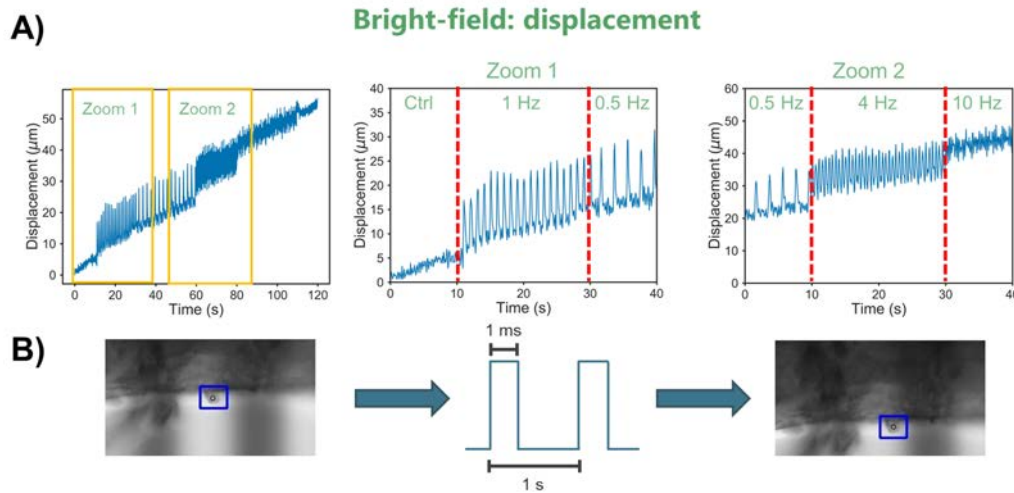 Bright-field: displacement
A)
Zoom 1 Zoom 2
Displacement (μm)
50
40
30
20
10
0
0 20 40 60 80 100 120
Time (s)
Zoom 1
Ctrl 1 Hz 0.5 Hz
Displacement (μm)
40
35
30
25
20
15
10
5
0
0 10 20 30 40
Time (s)
Zoom 2
0.5 Hz 4 Hz 10 Hz
Displacement (μm)
60
50
40
30
20
10
0
0 10 20 30 40
Time (s)
B)
1 ms
1 s